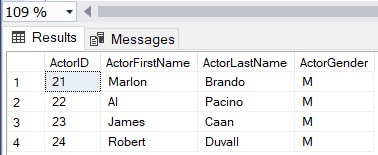 109 %
Results Messages
ActorID ActorFirstName ActorLastName ActorGender
1 21 Marlon Brando M
2 22 Al Pacino M
3 23 James Caan M
4 24 Robert Duvall M